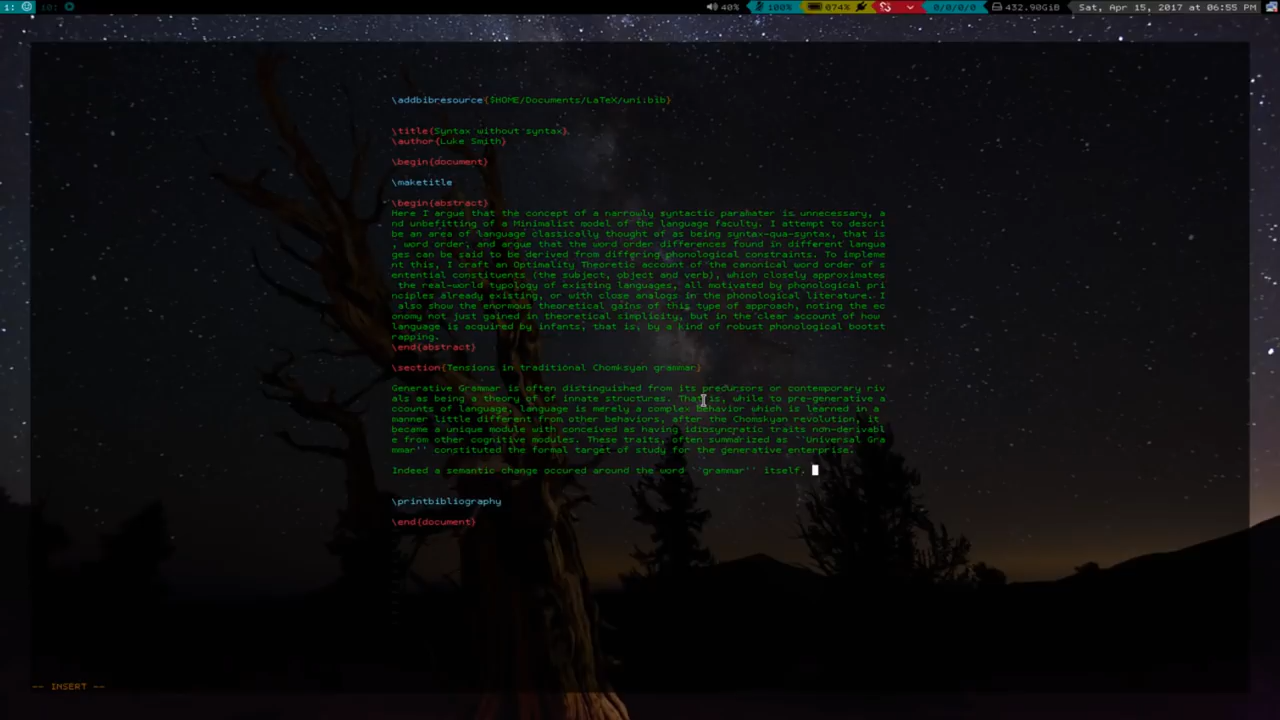 1: 10:
40% 100% 074% 0/0/0/0 432.90GiB Sat, Apr 15, 2017 at 06:55 PM
\addbibresource{$HOME/Documents/LaTeX/uni.bib}
\title{Syntax without syntax}
\author{Luke Smith}
\begin{document}
\maketitle
\begin{abstract}
Here I argue that the concept of a narrowly syntactic paramater is unnecessary, a
nd unbefitting of a Minimalist model of the language faculty. I attempt to descri
be an area of language classically thought of as being syntax-qua-syntax, that is
, word order, and argue that the word order differences found in different langua
ges can be said to be derived from differing phonological constraints. To impleme
nt this, I craft an Optimality Theoretic account of the canonical word order of s
entential constituents (the subject, object and verb), which closely approximates
the real-world typology of existing languages, all motivated by phonological pri
nciples already existing, or with close analogs in the phonological literature. I
also show the enormous theoretical gains of this type of approach, noting the ec
onomy not just gained in theoretical simplicity, but in the clear account of how
language is acquired by infants, that is, by a kind of robust phonological bootst
rapping.
\end{abstract}
\section{Tensions in traditional Chomksyan grammar}
Generative Grammar is often distinguished from its precursors or contemporary riv
als as being a theory of of innate structures. That is, while to pre-generative a
ccounts of language, language is merely a complex behavior which is learned in a
manner little different from other behaviors, after the Chomskyan revolution, it
became a unique module with conceived as having idiosyncratic traits non-derivabl
e from other cognitive modules. These traits, often summarized as ``Universal Gra
mmar'' constituted the formal target of study for the generative enterprise.
Indeed a semantic change occured around the word ``grammar'' itself.
\printbibliography
\end{document}
-- INSERT --